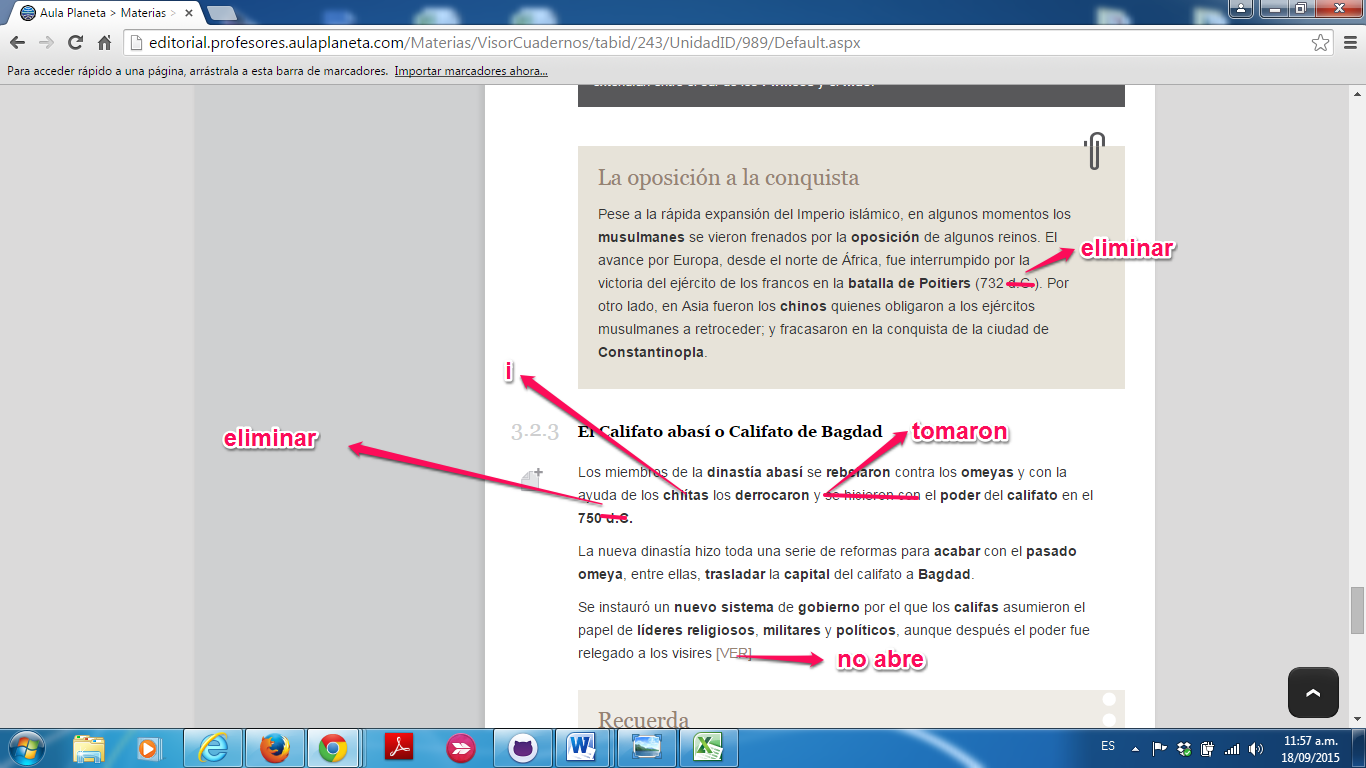 Aula Planeta > Materias >
editorial.profesores.aulaplaneta.com/Materias/VisorCuadernos/tabid/243/UnidadID/989/Default.aspx
Para acceder rápido a una página, arrástrala a esta barra de marcadores. Importar marcadores ahora...
La oposición a la conquista
Pese a la rápida expansión del Imperio islámico, en algunos momentos los
musulmanes se vieron frenados por la oposición de algunos reinos. El
eliminar
avance por Europa, desde el norte de África, fue interrumpido por la
victoria del ejército de los francos en la batalla de Poitiers (732 d.C.). Por
otro lado, en Asia fueron los chinos quienes obligaron a los ejércitos
musulmanes a retroceder; y fracasaron en la conquista de la ciudad de
Constantinopla.
i
eliminar
3.2.3 El Califato abasí o Califato de Bagdad
tomaron
Los miembros de la dinastía abasí se rebelaron contra los omeyas y con la
ayuda de los chiítas los derrocaron y se hicieron con el poder del califato en el
750 d.C.
La nueva dinastía hizo toda una serie de reformas para acabar con el pasado
omeya, entre ellas, trasladar la capital del califato a Bagdad.
Se instauró un nuevo sistema de gobierno por el que los califas asumieron el
papel de líderes religiosos, militares y políticos, aunque después el poder fue
relegado a los visires [VER]
no abre
Recuerda
ES
11:57 a.m.
18/09/2015